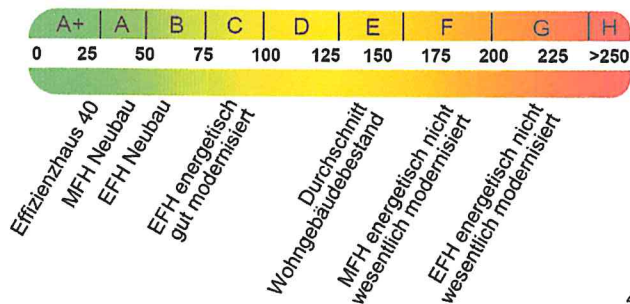 A+ A B C D E F G H
0 25 50 75 100 125 150 175 200 225 >250
Effizienzhaus 40
MFH Neubau
EFH Neubau
EFH energetisch
gut modernisiert
Durchschnitt
Wohngebäudebestand
MFH energetisch nicht
wesentlich modernisiert
EFH energetisch nicht
wesentlich modernisiert